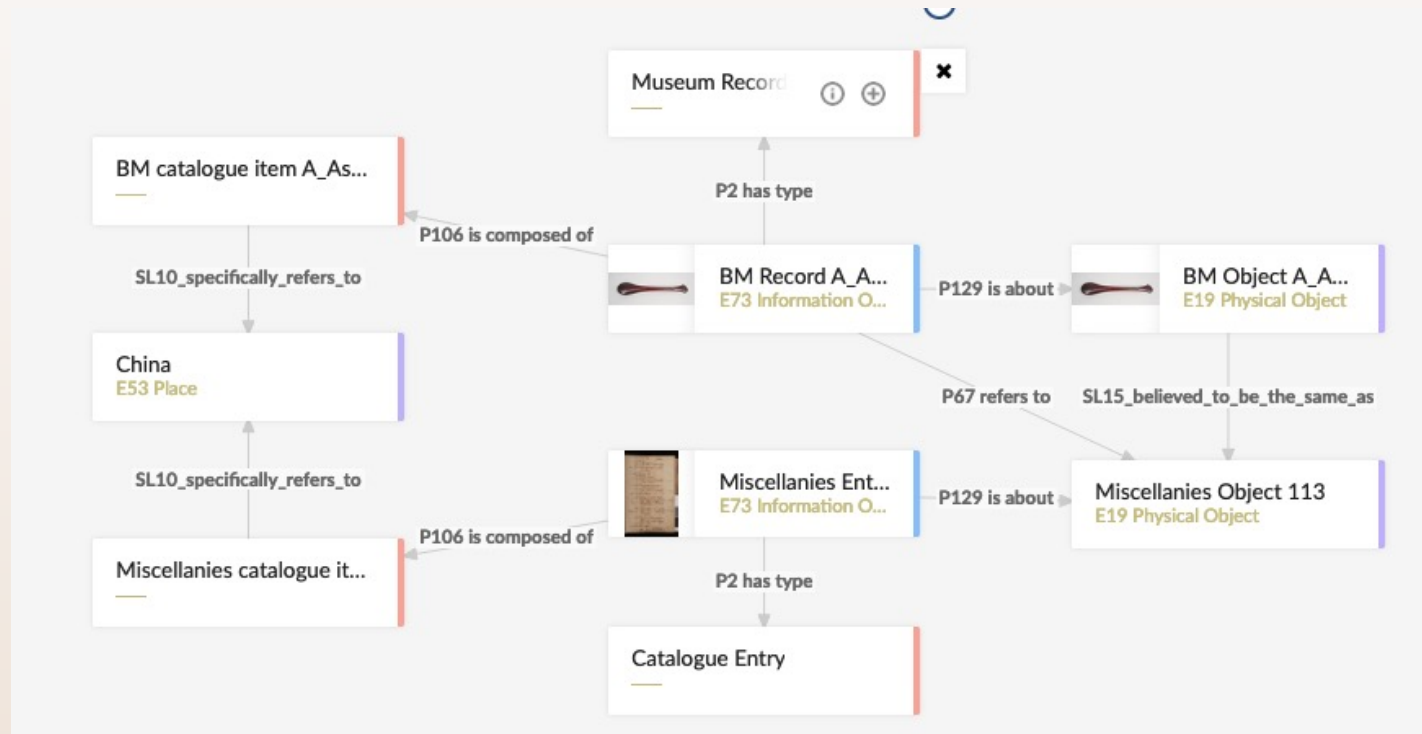 Museum Record
BM catalogue item A_As...
P2 has type
P106 is composed of
SL10_specifically_refers_to
BM Record A_A...
E73 Information O...
P129 is about
BM Object A_A...
E19 Physical Object
China
E53 Place
P67 refers to
SL15_believed_to_be_the_same_as
SL10_specifically_refers_to
Miscellanies Ent...
E73 Information O...
P129 is about
Miscellanies Object 113
E19 Physical Object
P106 is composed of
Miscellanies catalogue it...
P2 has type
Catalogue Entry